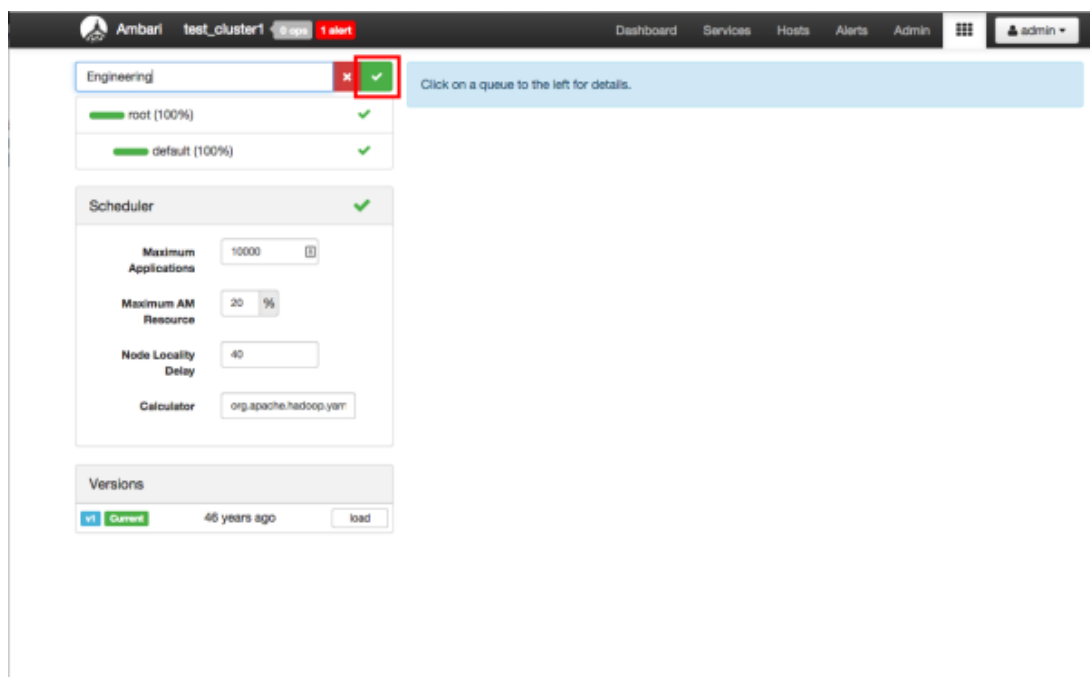 Ambari test_cluster1 0 ops 1 alert Dashboard Services Hosts Alerts Admin admin
Engineering
Click on a queue to the left for details.
root (100%)
default (100%)
Scheduler
Maximum
Applications
10000
Maximum AM
Resource
20 %
Node Locality
Delay
40
Calculator
org.apache.hadoop.yarn
Versions
v1 Current 46 years ago load